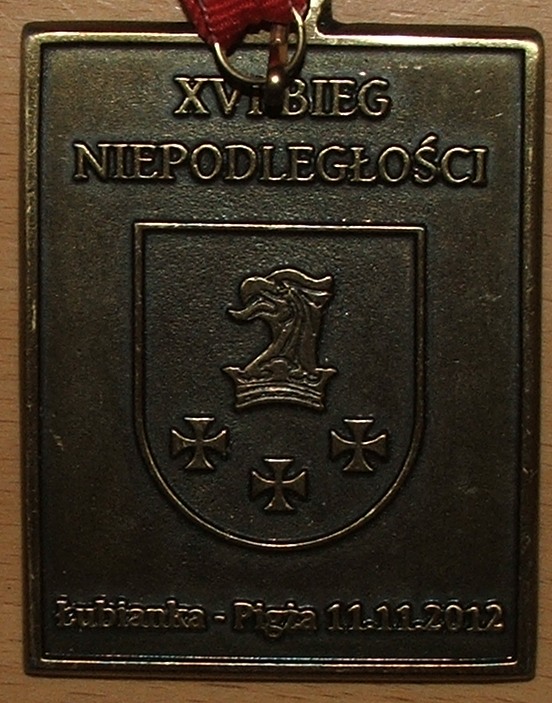 XVI BIEG
NIEPODLEGŁOŚCI
Łubianka - Pigża 11.11.2012